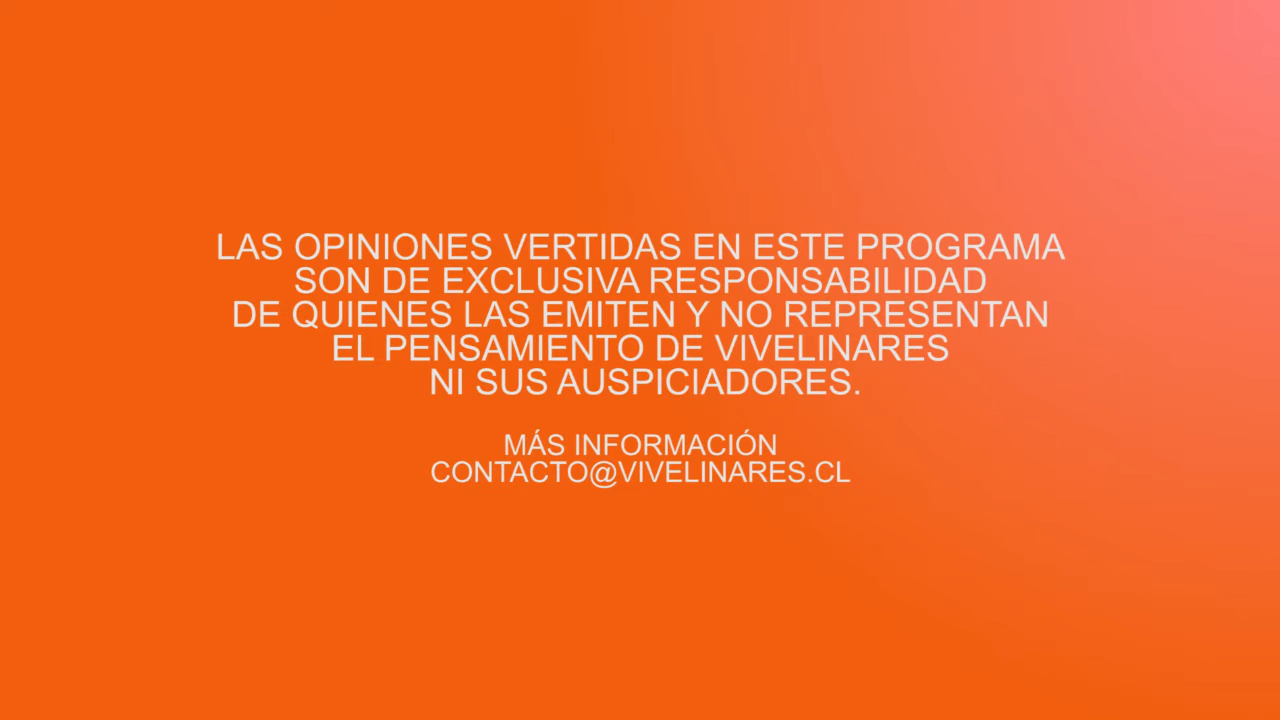 LAS OPINIONES VERTIDAS EN ESTE PROGRAMA
SON DE EXCLUSIVA RESPONSABILIDAD
DE QUIENES LAS EMITEN Y NO REPRESENTAN
EL PENSAMIENTO DE VIVELINARES
NI SUS AUSPICIADORES.
MÁS INFORMACIÓN
CONTACTO@VIVELINARES.CL